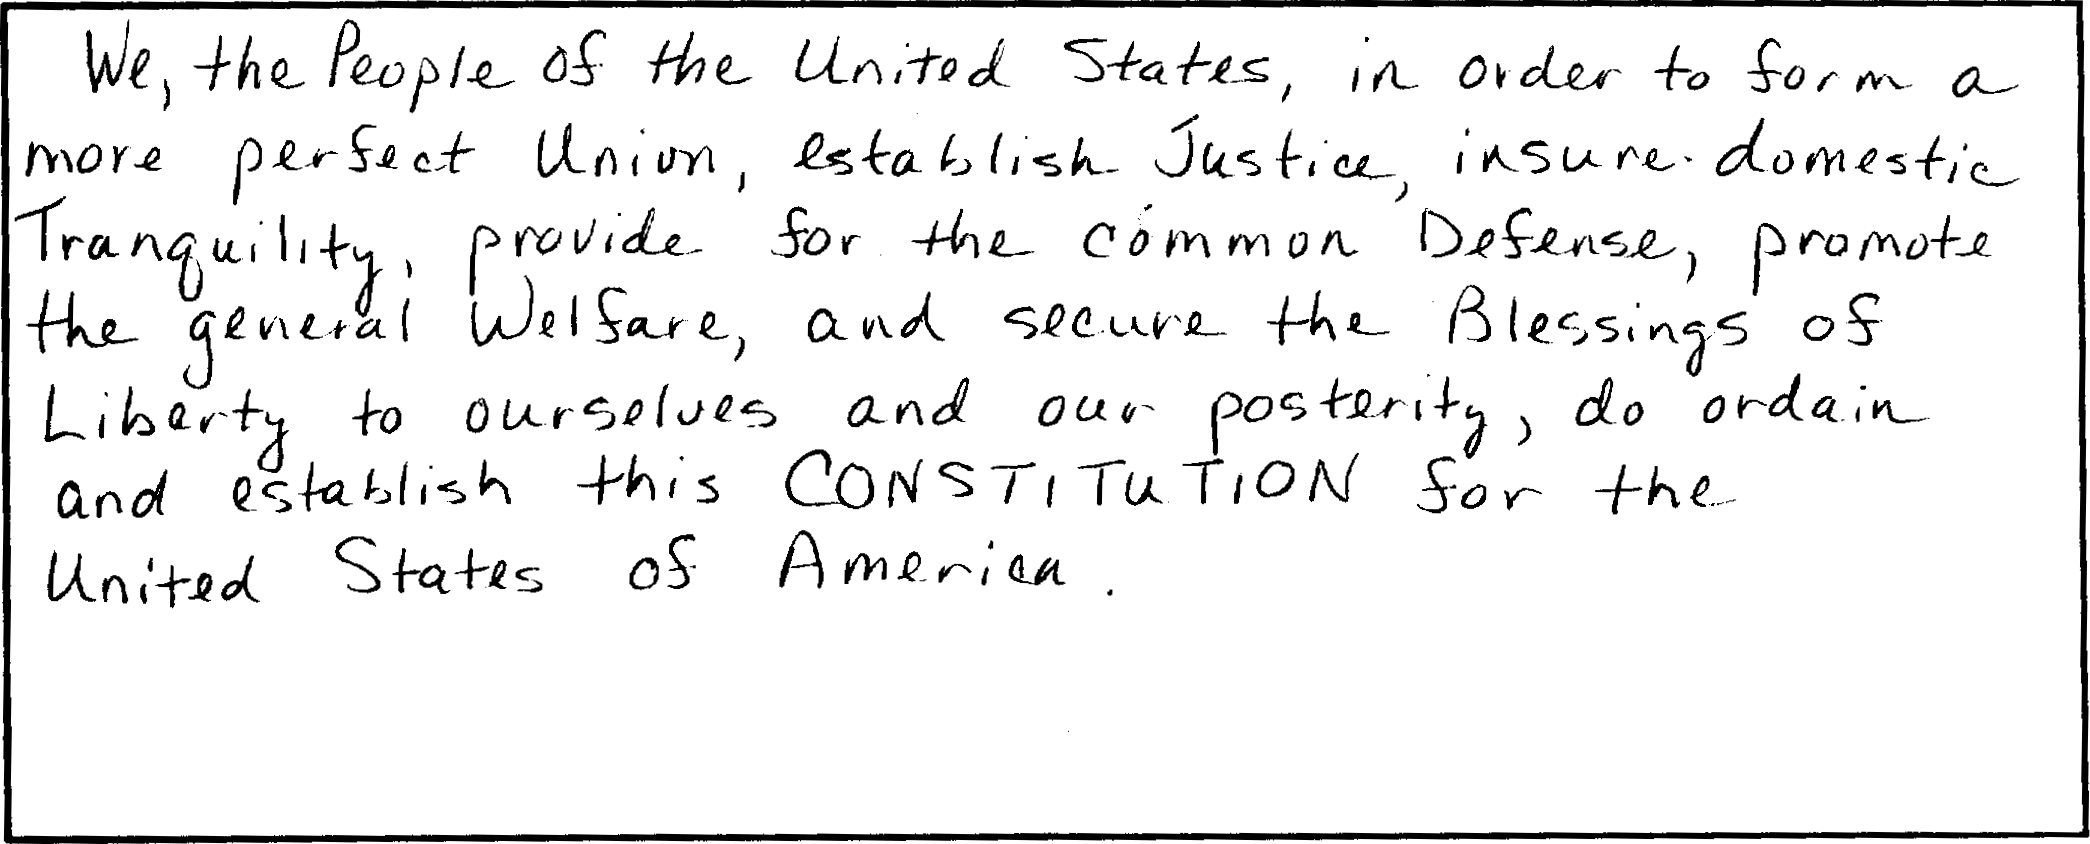 We, the People of the United States, in order to form a
more perfect Union, establish Justice, insure domestic
Tranquility, provide for the common Defense, promote
the general Welfare, and secure the Blessings of
Liberty to ourselves and our posterity, do ordain
and establish this CONSTITUTION for the
United States of America.